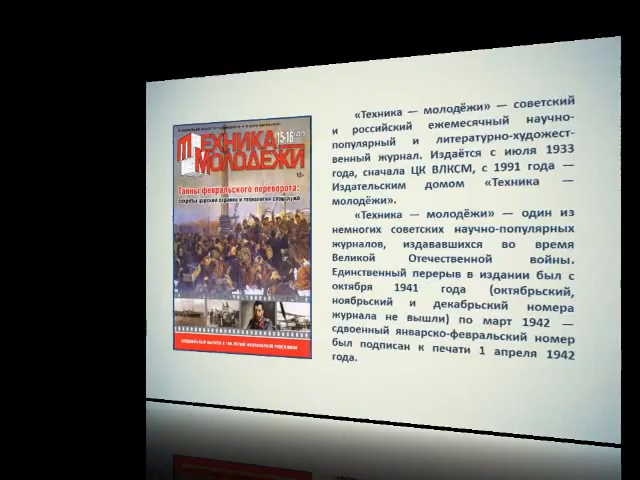 ТЕХНИКА
15-16
МОЛОДЁЖИ
Тайны февральского переворота:
«Техника — молодёжи» — советский
и российский ежемесячный научно-
популярный и литературно-художест-
венный журнал. Издаётся с июля 1933
года, сначала ЦК ВЛКСМ, с 1991 года —
Издательским домом «Техника —
молодёжи».
«Техника — молодёжи» — один из
немногих советских научно-популярных
журналов, издававшихся во время
Великой Отечественной войны.
Единственный перерыв в издании был с
октября 1941 года (октябрьский,
ноябрьский и декабрьский номера
журнала не вышли) по март 1942 —
сдвоенный январско-февральский номер
был подписан к печати 1 апреля 1942
года.